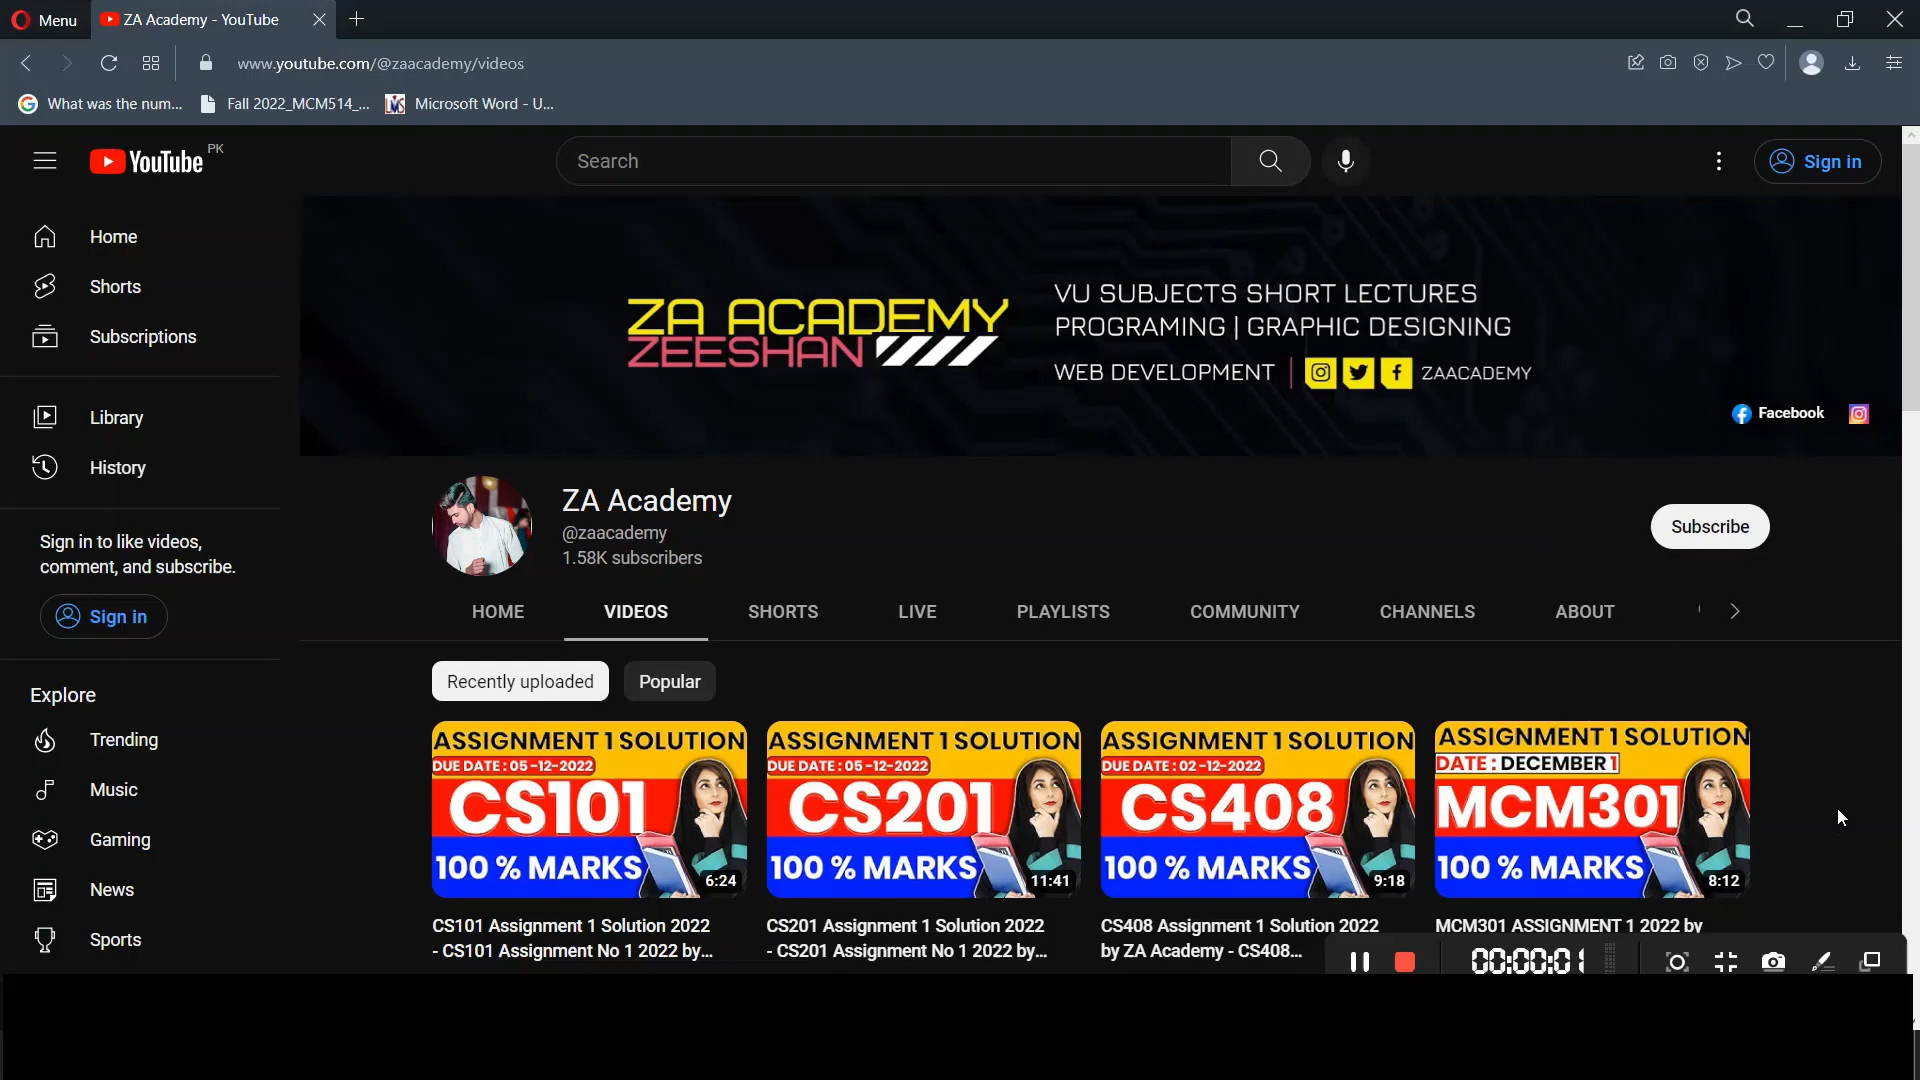 Menu
ZA Academy - YouTube
www.youtube.com/@zaacademy/videos
What was the num...
Fall 2022_MCM514_...
Microsoft Word - U...
YouTube PK
Search
Sign in
Home
Shorts
Subscriptions
Library
History
Sign in to like videos,
comment, and subscribe.
Sign in
Explore
Trending
Music
Gaming
News
Sports
ZA ACADEMY
ZEESHAN
VU SUBJECTS SHORT LECTURES
PROGRAMING | GRAPHIC DESIGNING
WEB DEVELOPMENT
ZAACADEMY
Facebook
ZA Academy
@zaacademy
1.58K subscribers
Subscribe
HOME VIDEOS SHORTS LIVE PLAYLISTS COMMUNITY CHANNELS ABOUT
Recently uploaded
Popular
ASSIGNMENT 1 SOLUTION
DUE DATE : 05 -12-2022
CS101
100 % MARKS
6:24
CS101 Assignment 1 Solution 2022
- CS101 Assignment No 1 2022 by...
ASSIGNMENT 1 SOLUTION
DUE DATE : 05 -12-2022
CS201
100 % MARKS
11:41
CS201 Assignment 1 Solution 2022
- CS201 Assignment No 1 2022 by...
ASSIGNMENT 1 SOLUTION
DUE DATE : 02 -12-2022
CS408
100 % MARKS
9:18
CS408 Assignment 1 Solution 2022
by ZA Academy - CS408...
ASSIGNMENT 1 SOLUTION
DATE : DECEMBER 1
MCM301
100 % MARKS
8:12
MCM301 ASSIGNMENT 1 2022 by
00:00:01